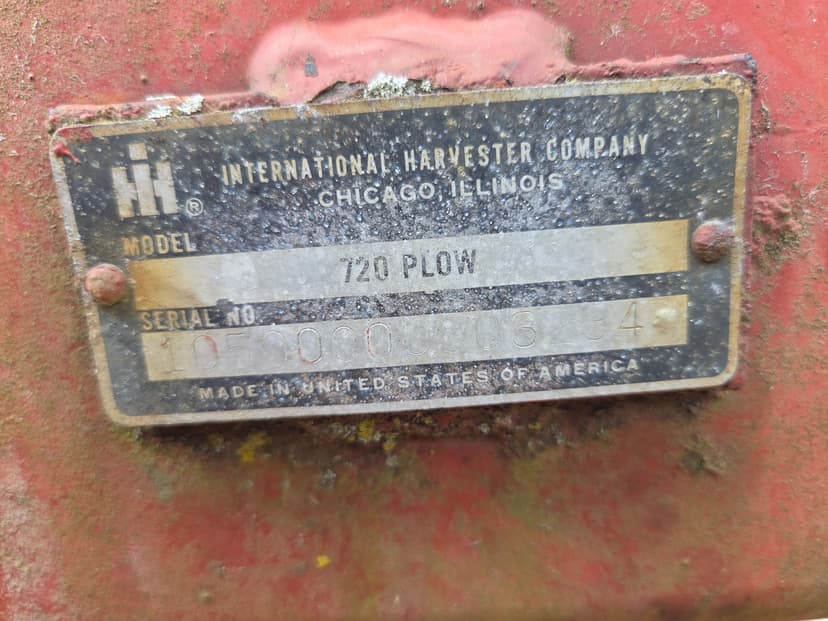 IH ®
INTERNATIONAL HARVESTER COMPANY
CHICAGO, ILLINOIS
MODEL
720 PLOW
SERIAL NO.
MADE IN UNITED STATES OF AMERICA